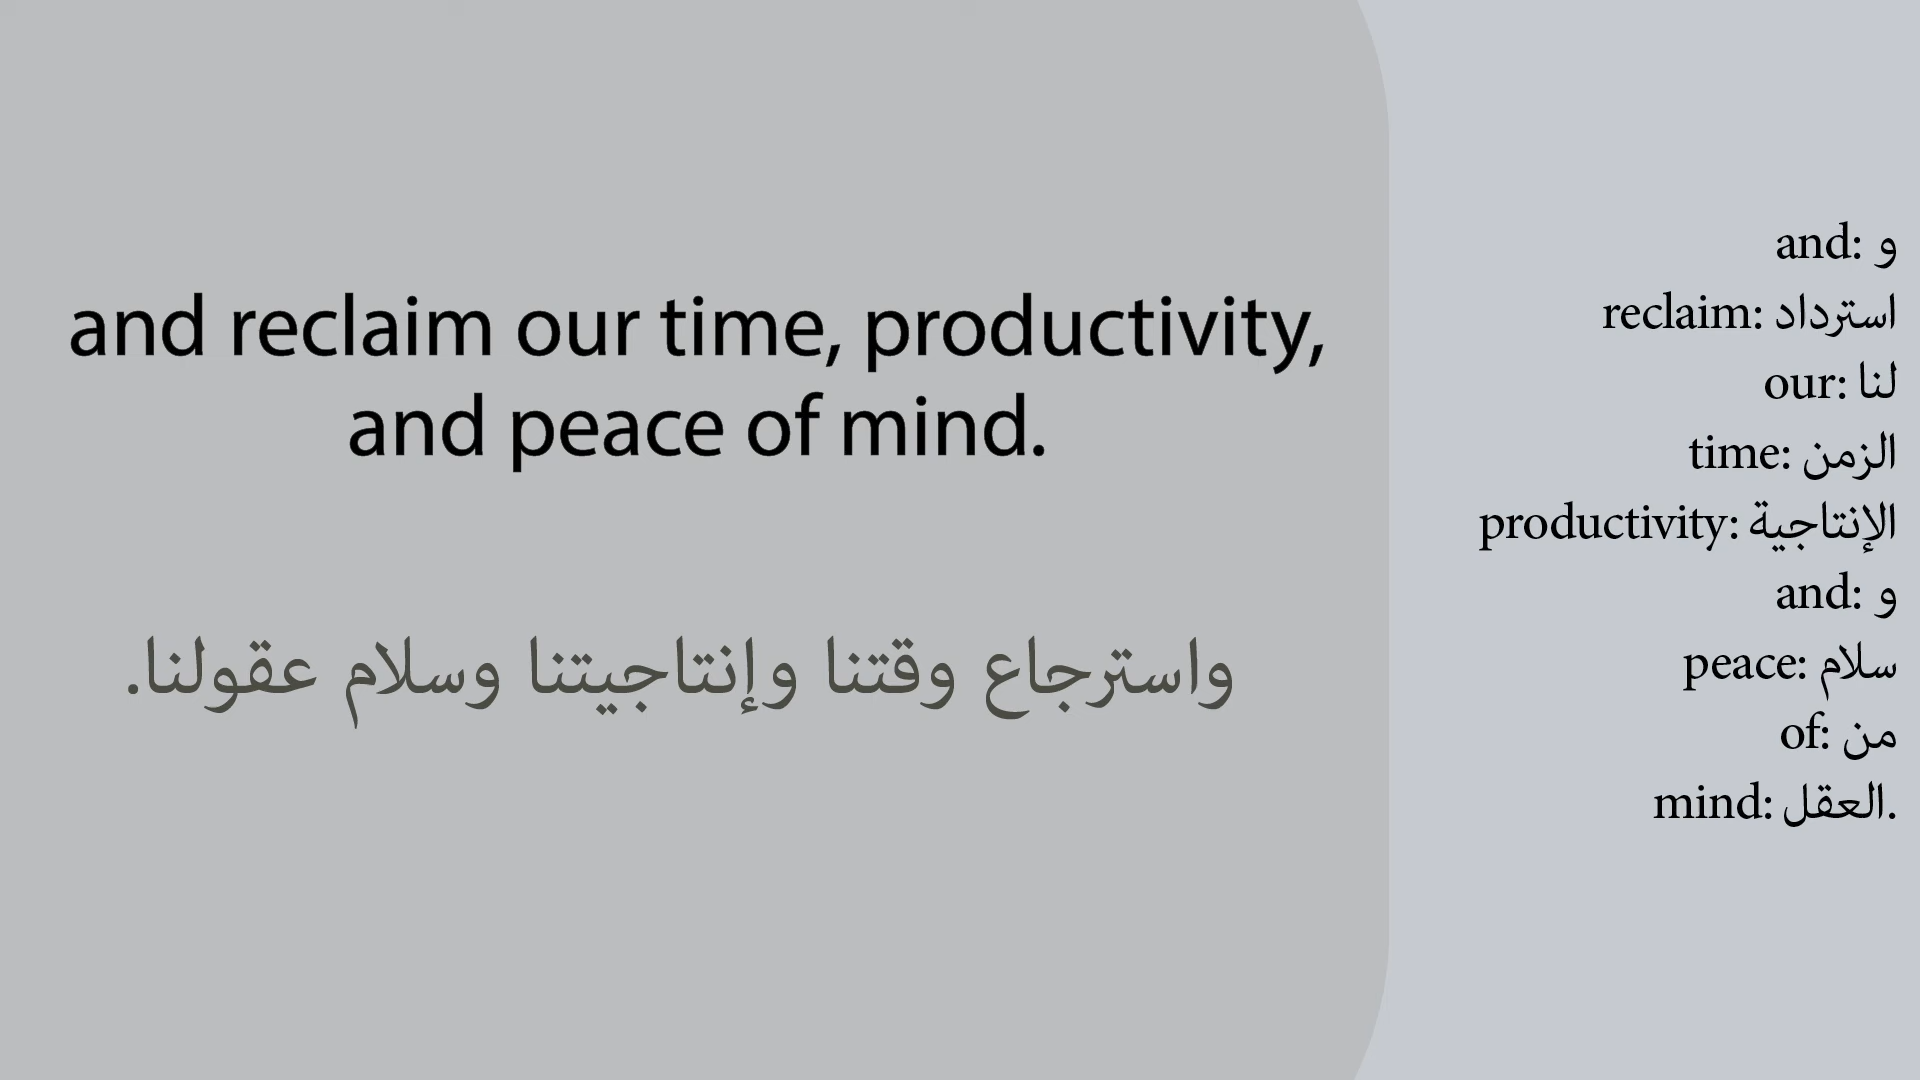 and reclaim our time, productivity,
and peace of mind.
واسترجاع وقتنا وإنتاجيتنا وسلام عقولنا.
and: و
reclaim: استرداد
our: لنا
time: الزمن
productivity: الإنتاجية
and: و
peace: سلام
of: من
mind: العقل.